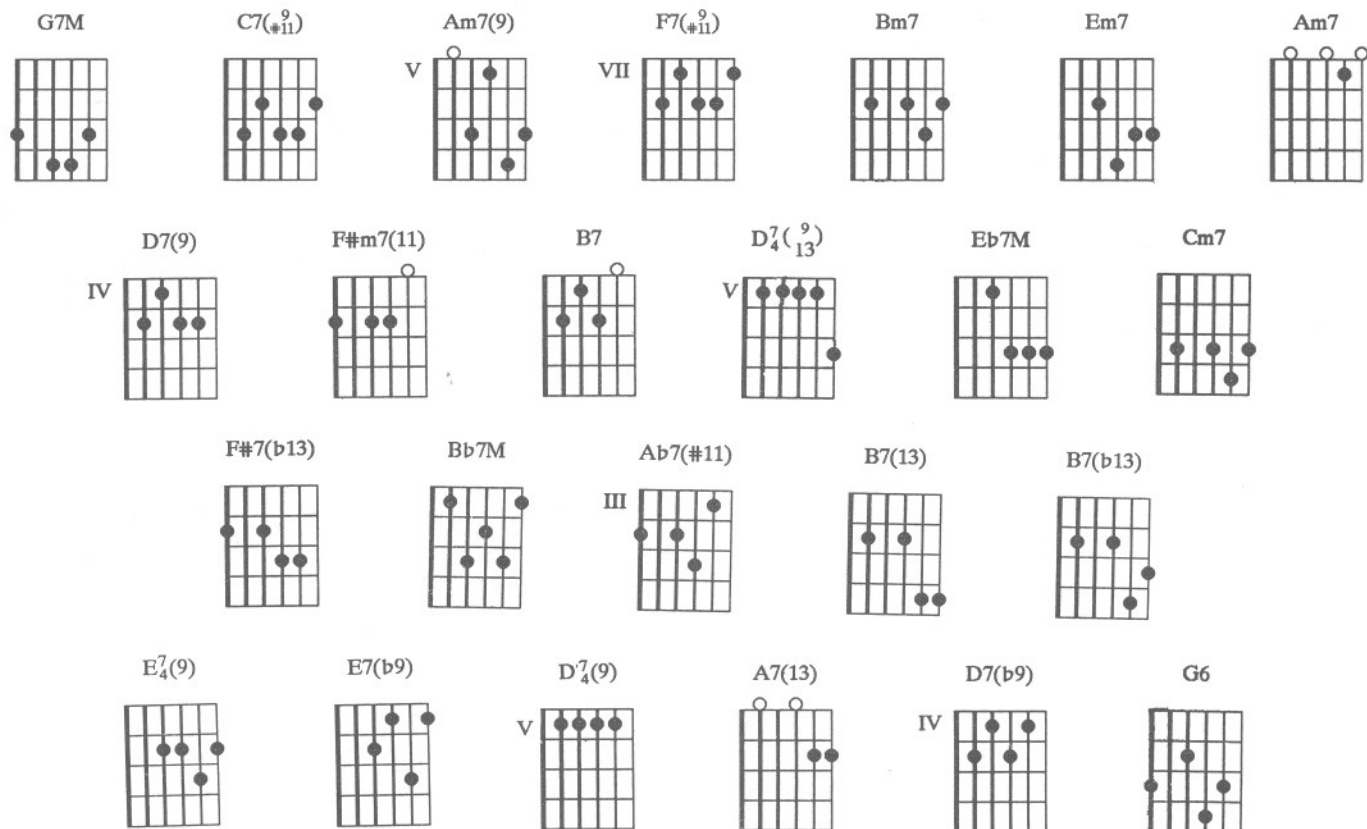 G7M C7(9 #11) Am7(9) F7(9 #11) Bm7 Em7 Am7
V VII
D7(9) F#m7(11) B7 D7 4(9 13) Eb7M Cm7
IV V
F#7(b13) Bb7M Ab7(#11) B7(13) B7(b13)
III
E7 4(9) E7(b9) D7 4(9) A7(13) D7(b9) G6
V IV